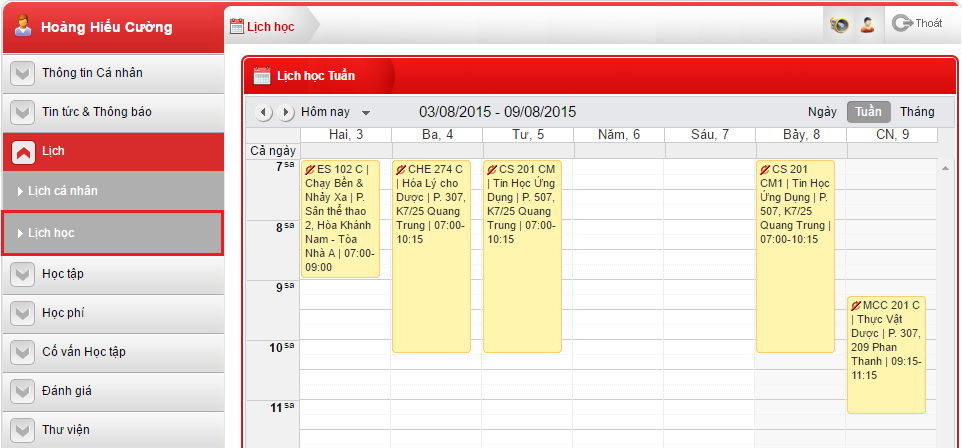 Hoàng Hiếu Cường
Lịch học
Thoát
Thông tin Cá nhân
Tin tức & Thông báo
Lịch
Lịch cá nhân
Lịch học
Học tập
Học phí
Cố vấn Học tập
Đánh giá
Thư viện
Lịch học Tuần
Hôm nay
03/08/2015 - 09/08/2015
Ngày
Tuần
Tháng
Hai, 3
Ba, 4
Tư, 5
Năm, 6
Sáu, 7
Bảy, 8
CN, 9
Cả ngày
7 sa
8 sa
9 sa
10 sa
11 sa
ES 102 C |
Chạy Bền &
Nhảy Xa | P.
Sân thể thao
2, Hòa Khánh
Nam - Tòa
Nhà A | 07:00-
09:00
CHE 274 C
| Hóa Lý cho
Dược | P. 307,
K7/25 Quang
Trung | 07:00-
10:15
CS 201 CM
| Tin Học Ứng
Dụng | P. 507,
K7/25 Quang
Trung | 07:00-
10:15
CS 201
CM1 | Tin Học
Ứng Dụng | P.
507, K7/25
Quang Trung |
07:00-10:15
MCC 201 C
| Thực Vật
Dược | P. 307,
209 Phan
Thanh | 09:15-
11:15